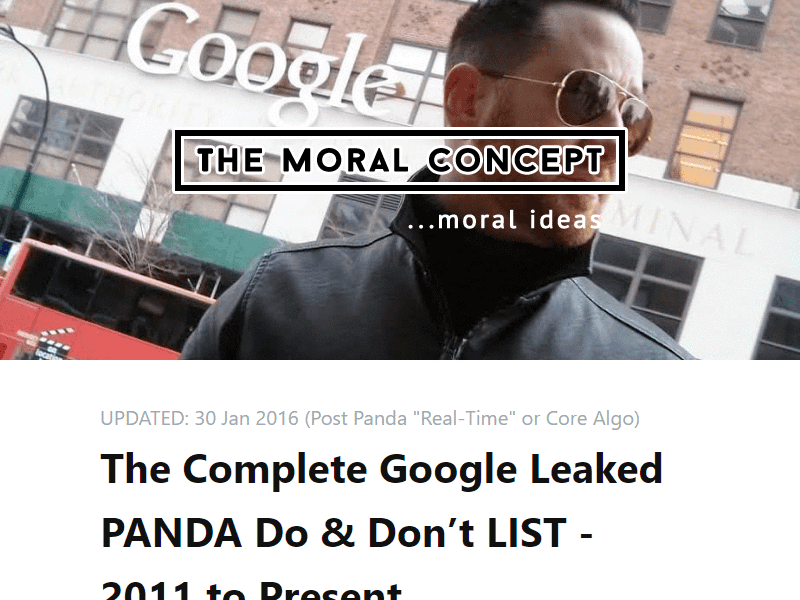 Google
THE MORAL CONCEPT
...moral ideas
MINAL
UPDATED: 30 Jan 2016 (Post Panda "Real-Time" or Core Algo)
The Complete Google Leaked
PANDA Do & Don’t LIST -
2011 to Present